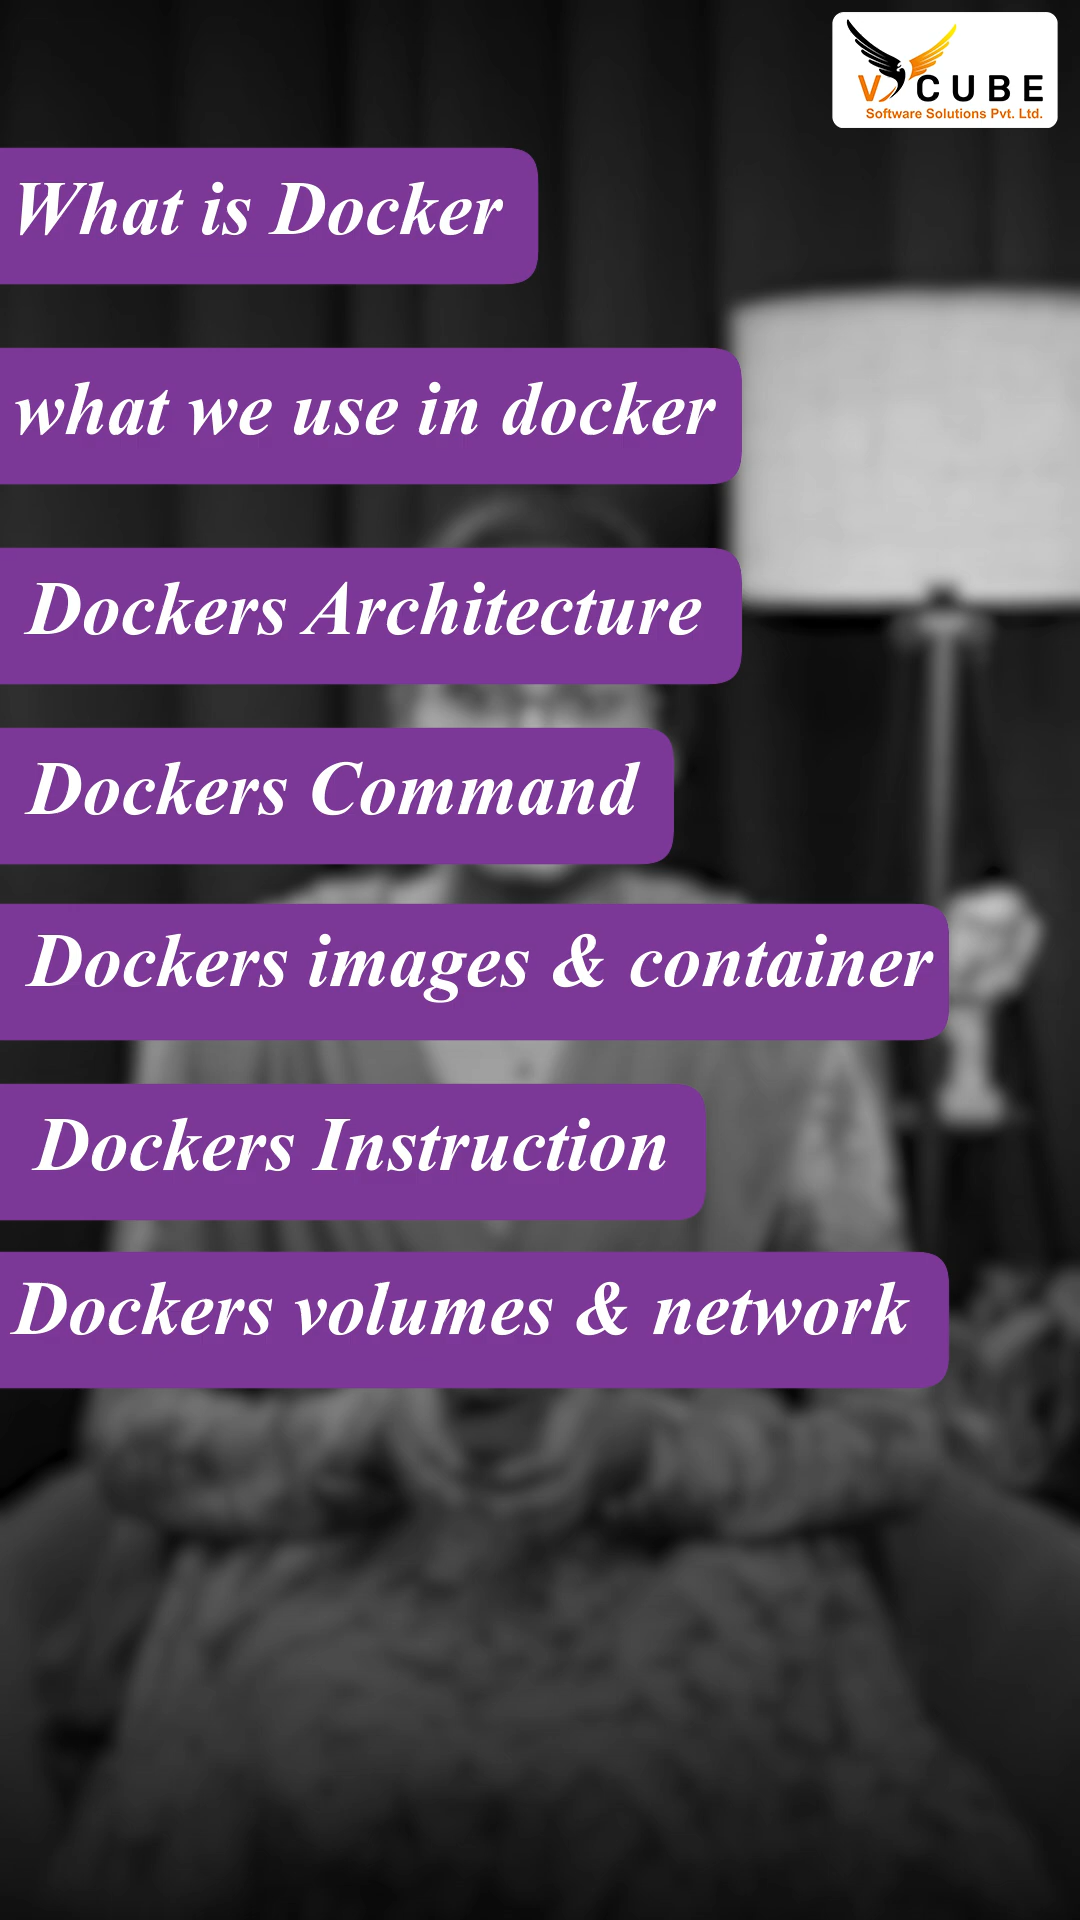 V CUBE
Software Solutions Pvt. Ltd.
What is Docker
what we use in docker
Dockers Architecture
Dockers Command
Dockers images & container
Dockers Instruction
Dockers volumes & network